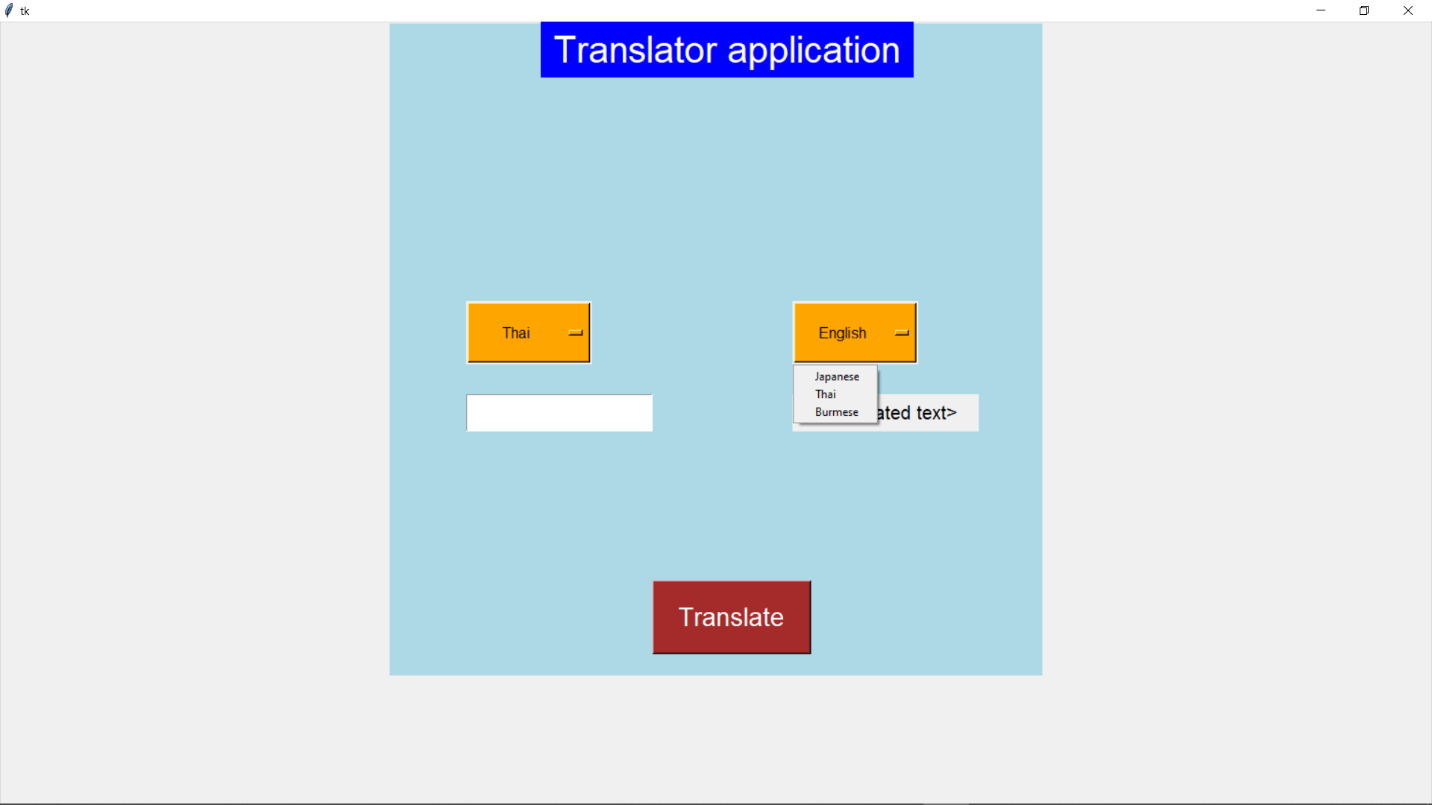 tk
Translator application
Thai
English
Japanese
Thai
Burmese
ated text>
Translate